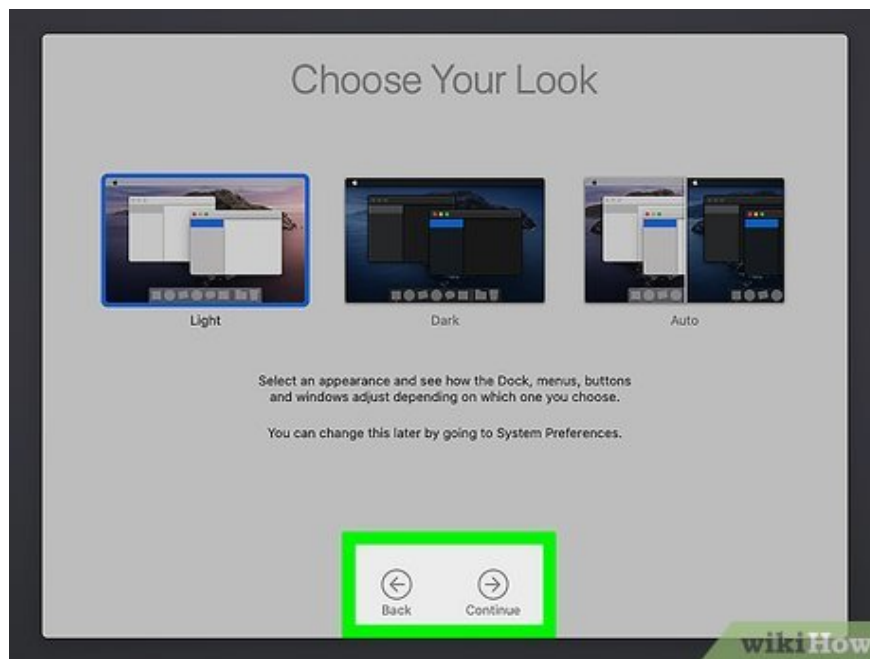 Choose Your Look
Light
Dark
Auto
Select an appearance and see how the Dock, menus, buttons
and windows adjust depending on which one you choose.
You can change this later by going to System Preferences.
Back
Continue
wikiHow